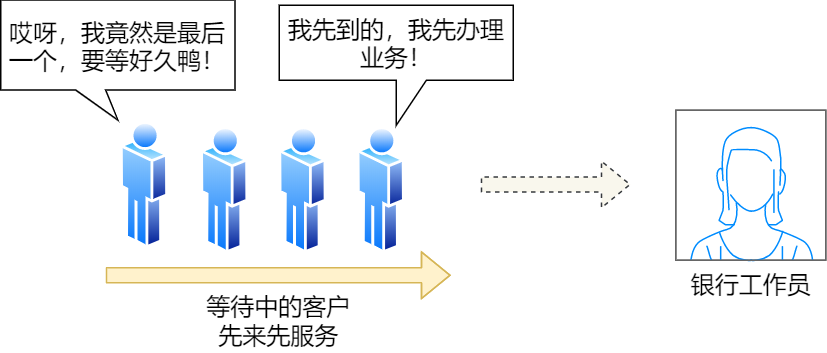 哎呀，我竟然是最后
一个，要等好久鸭！
我先到的，我先办理
业务！
等待中的客户
先来先服务
银行工作员